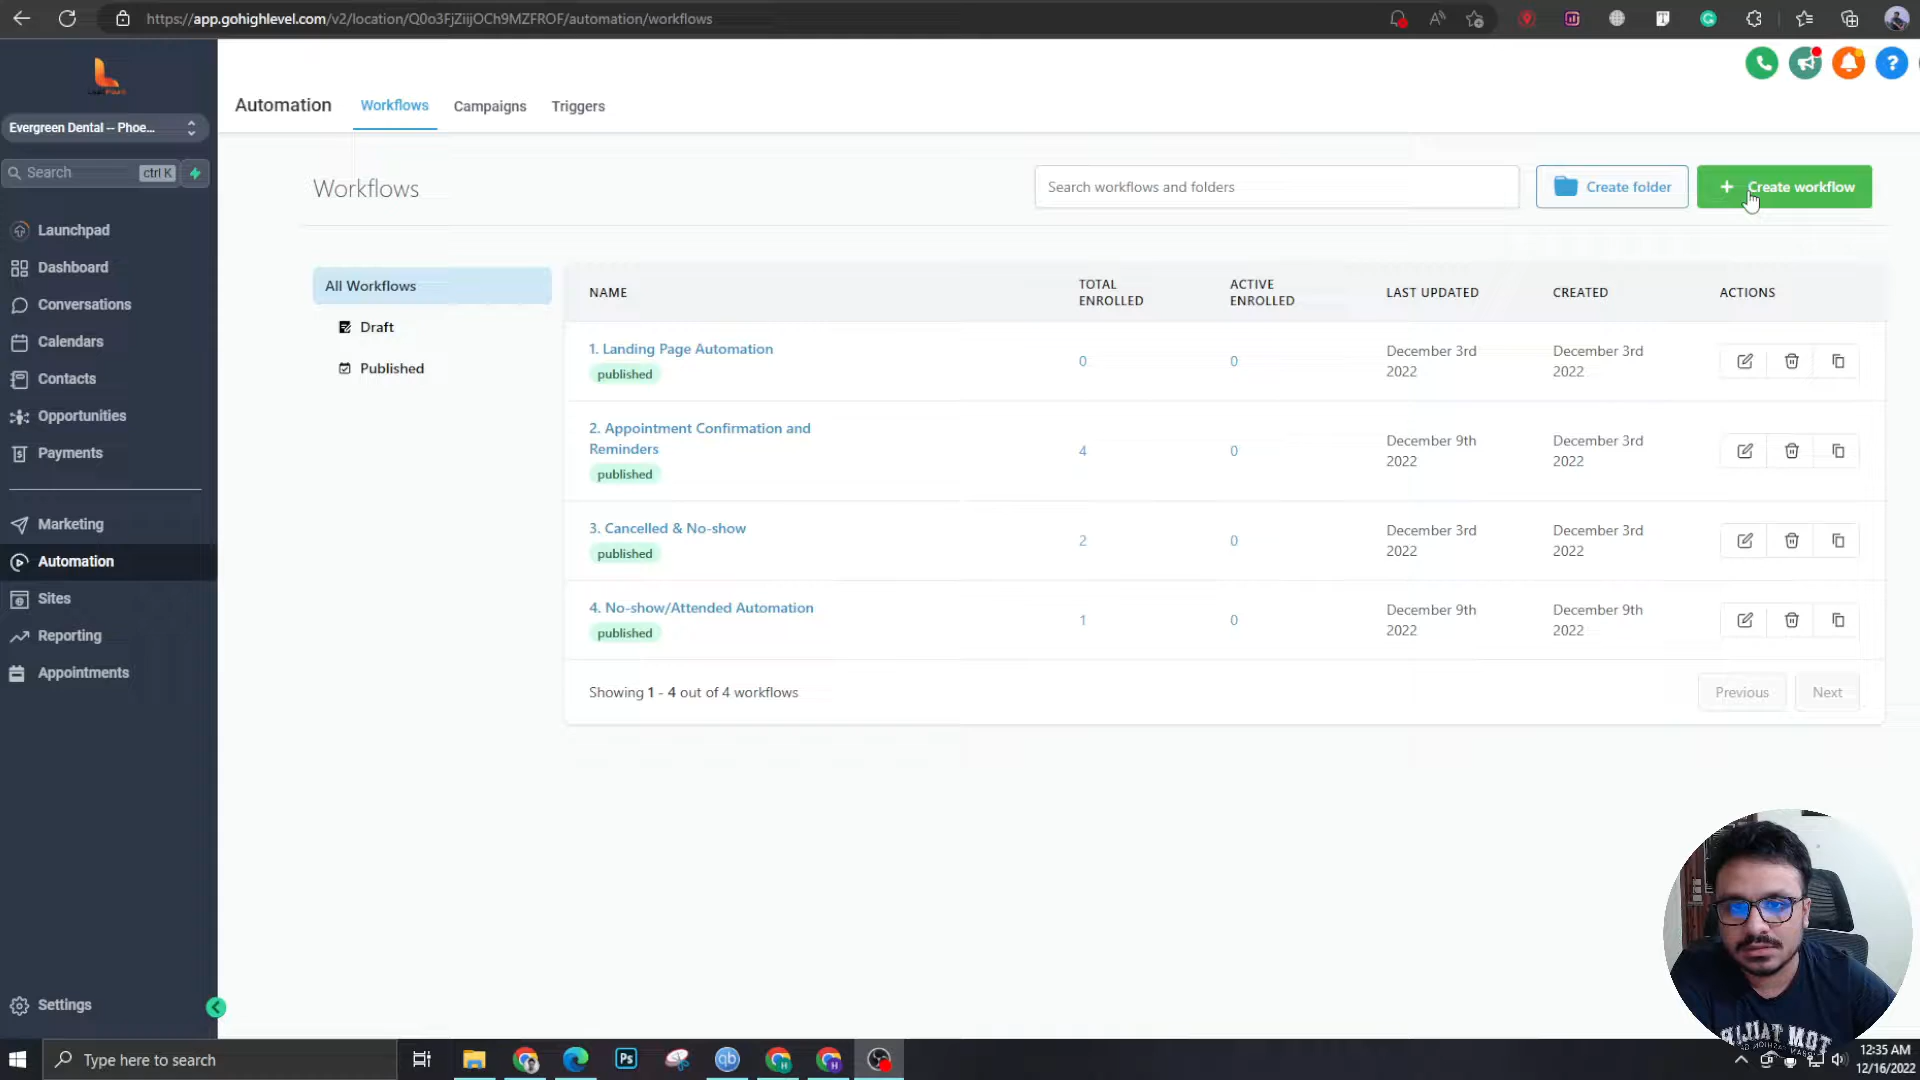 https://app.gohighlevel.com/v2/location/Q0o3FjZiijOCh9MZFROF/automation/workflows
Evergreen Dental -- Phoe...
Search
ctrl K
Launchpad
Dashboard
Conversations
Calendars
Contacts
Opportunities
Payments
Marketing
Automation
Sites
Reporting
Appointments
Settings
Automation
Workflows
Campaigns
Triggers
Workflows
Search workflows and folders
Create folder
+ Create workflow
All Workflows
Draft
Published
NAME
TOTAL ENROLLED
ACTIVE ENROLLED
LAST UPDATED
CREATED
ACTIONS
1. Landing Page Automation
published
0
0
December 3rd 2022
December 3rd 2022
2. Appointment Confirmation and
Reminders
published
4
0
December 9th 2022
December 3rd 2022
3. Cancelled & No-show
published
2
0
December 3rd 2022
December 3rd 2022
4. No-show/Attended Automation
published
1
0
December 9th 2022
December 9th 2022
Showing 1 - 4 out of 4 workflows
Previous
Next
Type here to search
Ps
qb
12:35 AM
12/16/2022